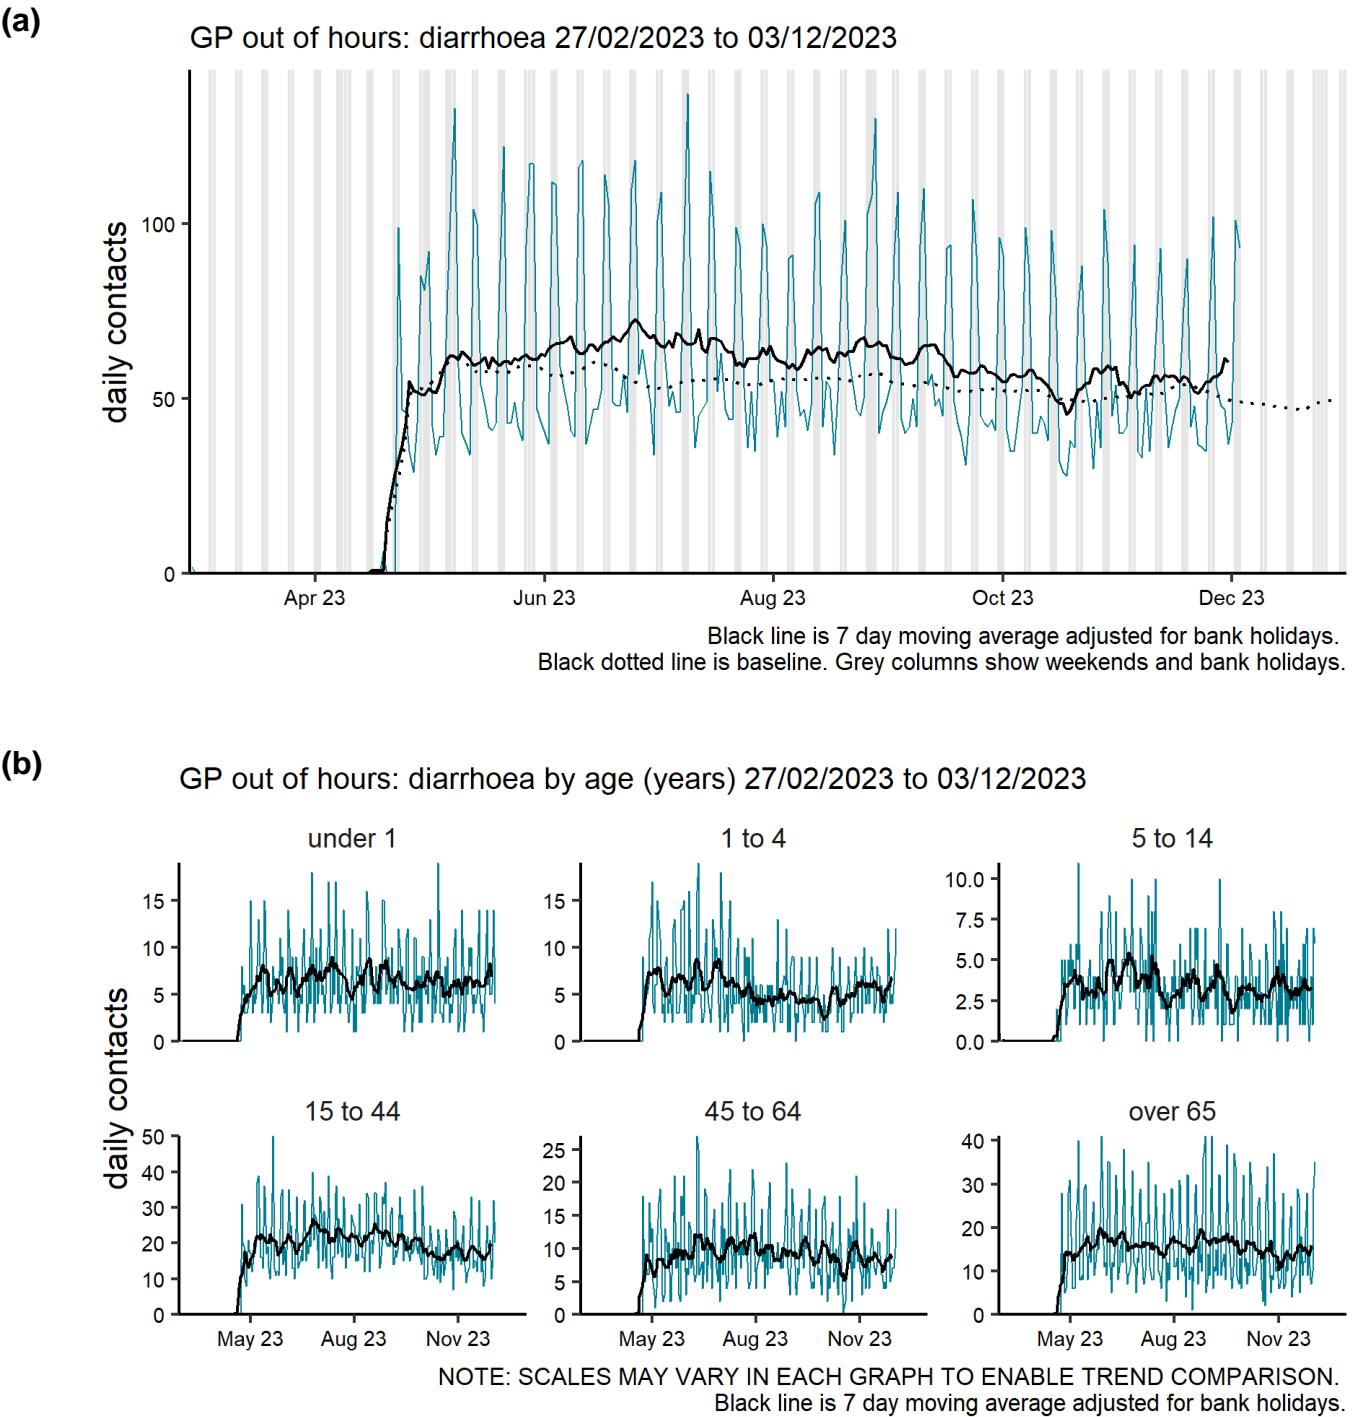 (a)
GP out of hours: diarrhoea 27/02/2023 to 03/12/2023
daily contacts
100
50
0
Apr 23
Jun 23
Aug 23
Oct 23
Dec 23
Black line is 7 day moving average adjusted for bank holidays.
Black dotted line is baseline. Grey columns show weekends and bank holidays.
(b)
GP out of hours: diarrhoea by age (years) 27/02/2023 to 03/12/2023
daily contacts
under 1
15
10
5
0
1 to 4
15
10
5
0
5 to 14
10.0
7.5
5.0
2.5
0.0
15 to 44
50
40
30
20
10
0
May 23
Aug 23
Nov 23
45 to 64
25
20
15
10
5
0
May 23
Aug 23
Nov 23
over 65
40
30
20
10
0
May 23
Aug 23
Nov 23
NOTE: SCALES MAY VARY IN EACH GRAPH TO ENABLE TREND COMPARISON.
Black line is 7 day moving average adjusted for bank holidays.